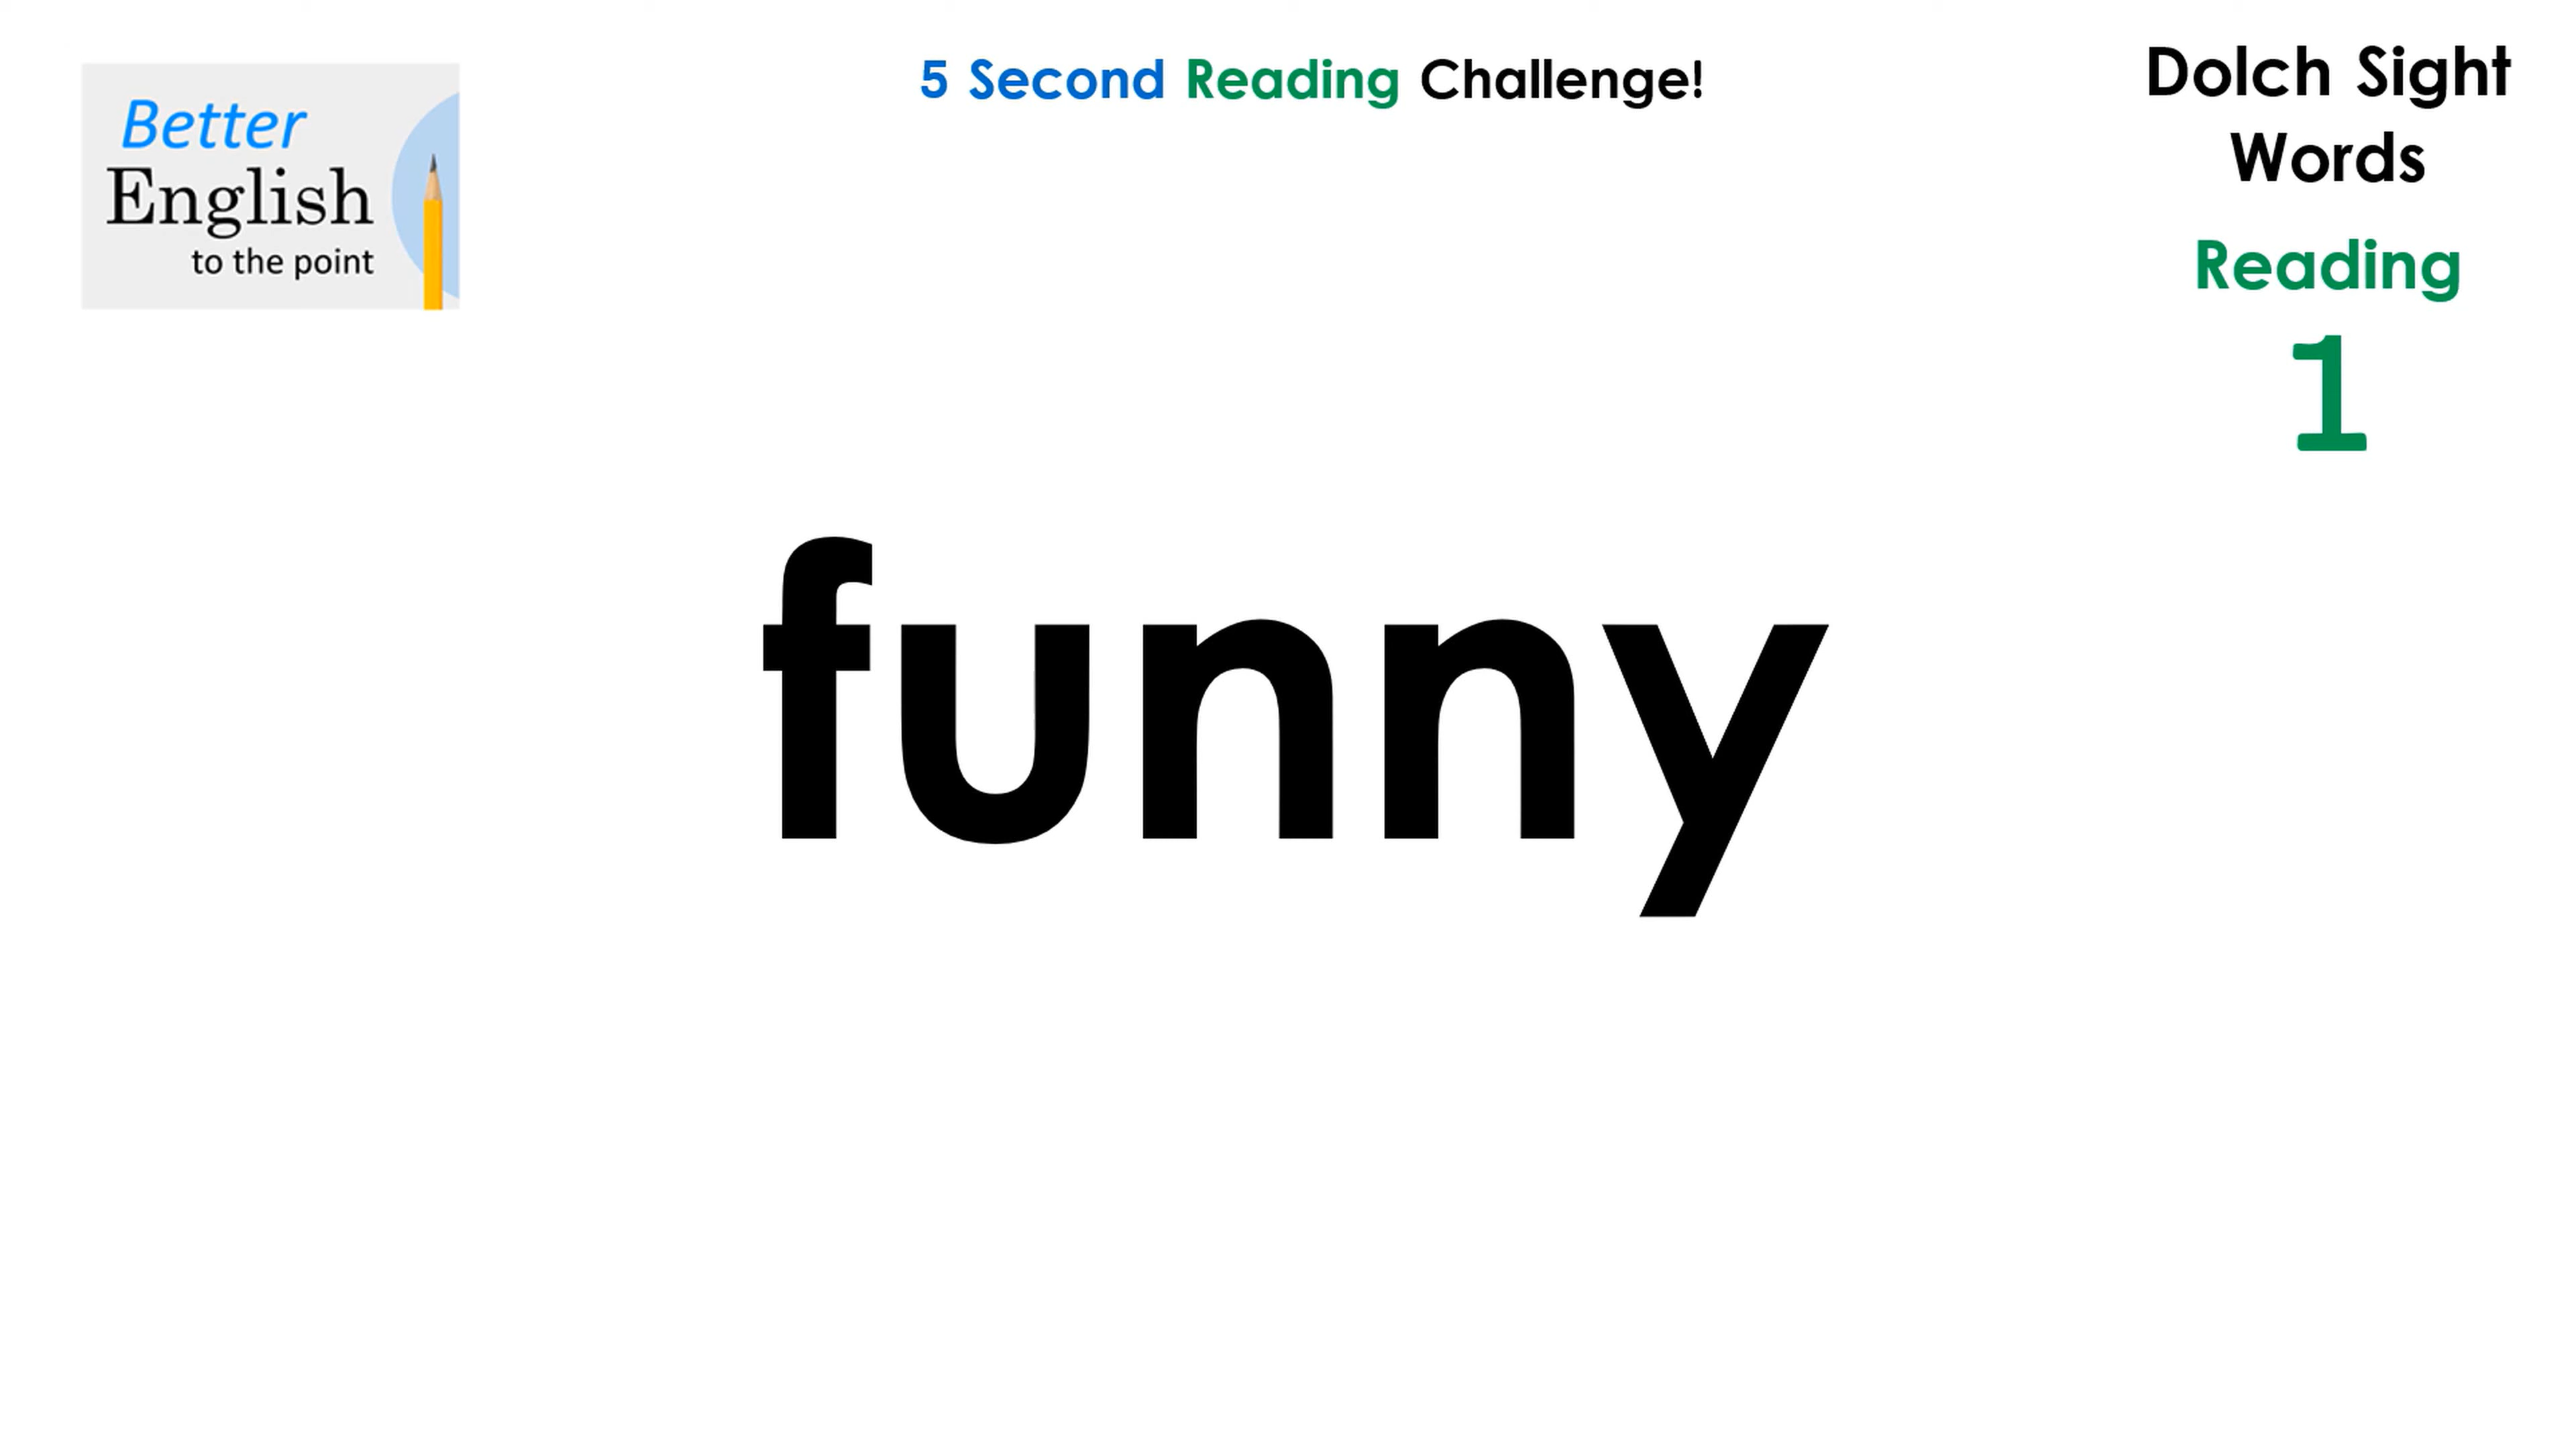 Better
English
to the point
5 Second Reading Challenge!
Dolch Sight
Words
Reading
1
funny